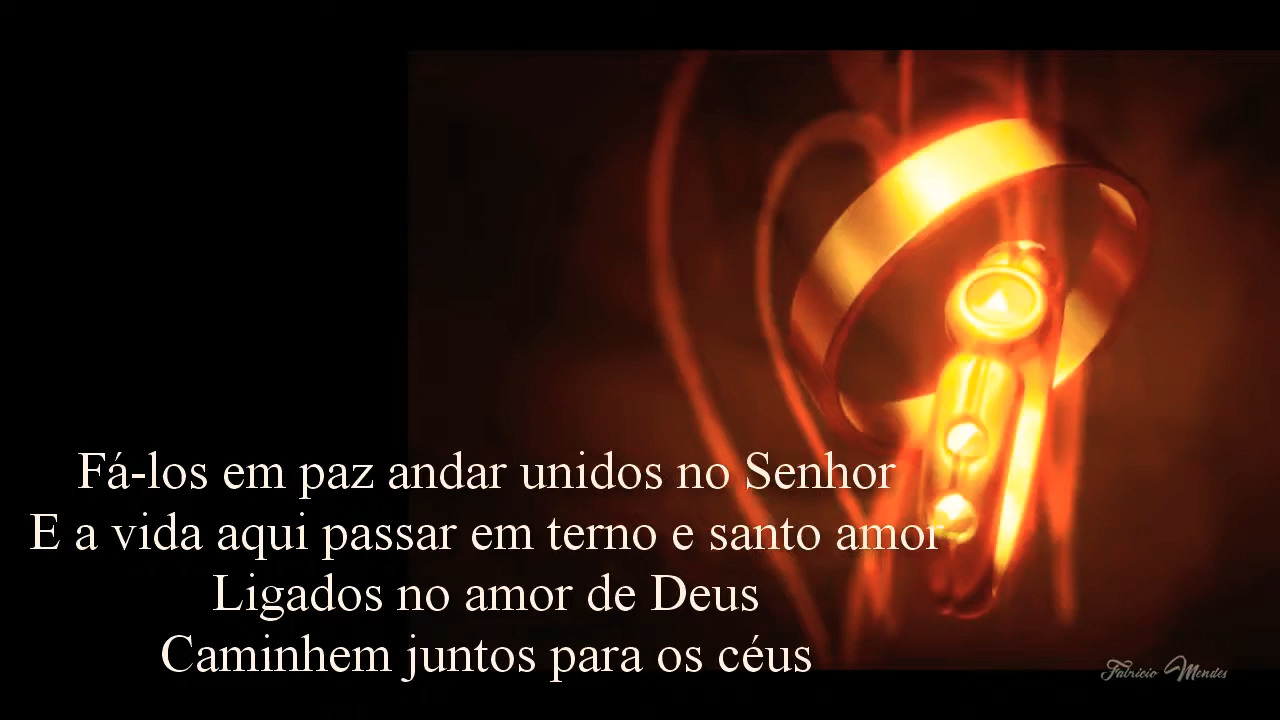 Fá-los em paz andar unidos no Senhor
E a vida aqui passar em terno e santo amor
Ligados no amor de Deus
Caminhem juntos para os céus
Fabricio Mendes